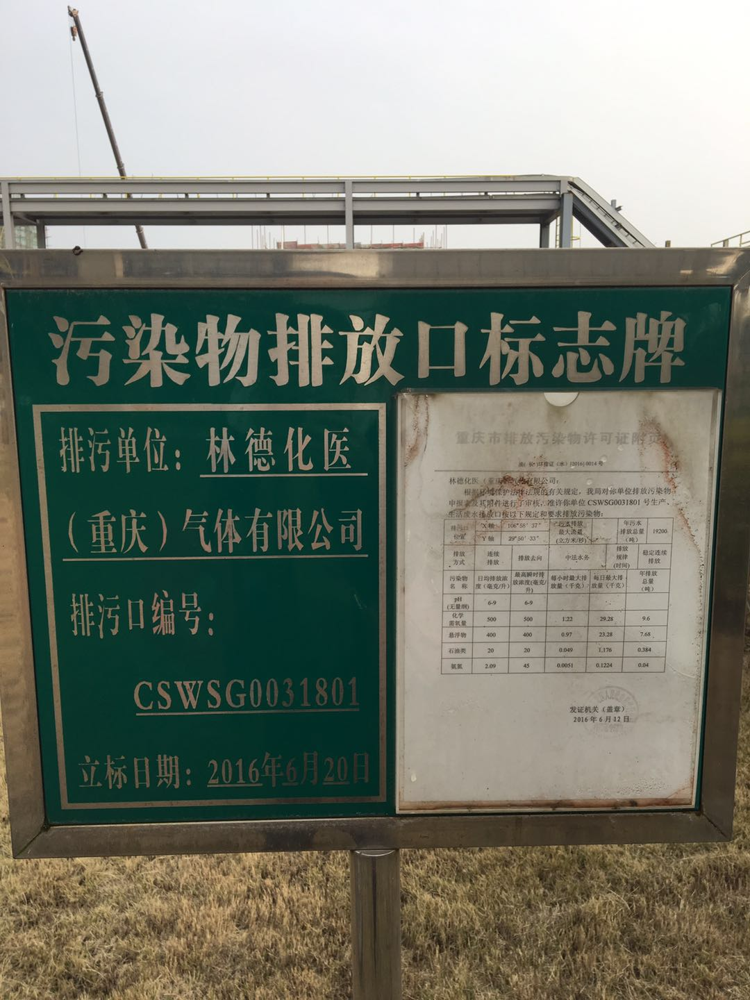 污染物排放口标志牌
排污单位：林德化医
（重庆）气体有限公司
排污口编号：
CSWSG0031801
立标日期：2016年6月20日
重庆市排放污染物许可证附页
渝（长）环排证（水）[2016] 0014 号
林德化医（重庆）气体有限公司：
根据环境保护法律法规的有关规定，我局对你单位排放污染物
申报表及其附件进行了审核，准许你单位 CSWSG0031801 号生产、
生活废水排放口按以下规定和要求排放污染物：
排污口位置 X 轴 106°58′37″ 污水排放最大流量（立方米/秒） 年污水排放总量（吨） 19200
Y 轴 29°50′33″
排放方式 连续排放 排放去向 中法水务 排放规律（时间） 稳定连续排放
污染物名 称 日均排放浓度（毫克/升） 最高瞬时排放浓度(毫克/升) 每小时最大排放量（千克） 每日最大排放量（千克） 年排放总量（吨）
pH（无量纲） 6-9 6-9
化学需氧量 500 500 1.22 29.28 9.6
悬浮物 400 400 0.97 23.28 7.68
石油类 20 20 0.049 1.176 0.384
氨氮 2.09 45 0.0051 0.1224 0.04
发证机关（盖章）
2016 年 6 月 12 日